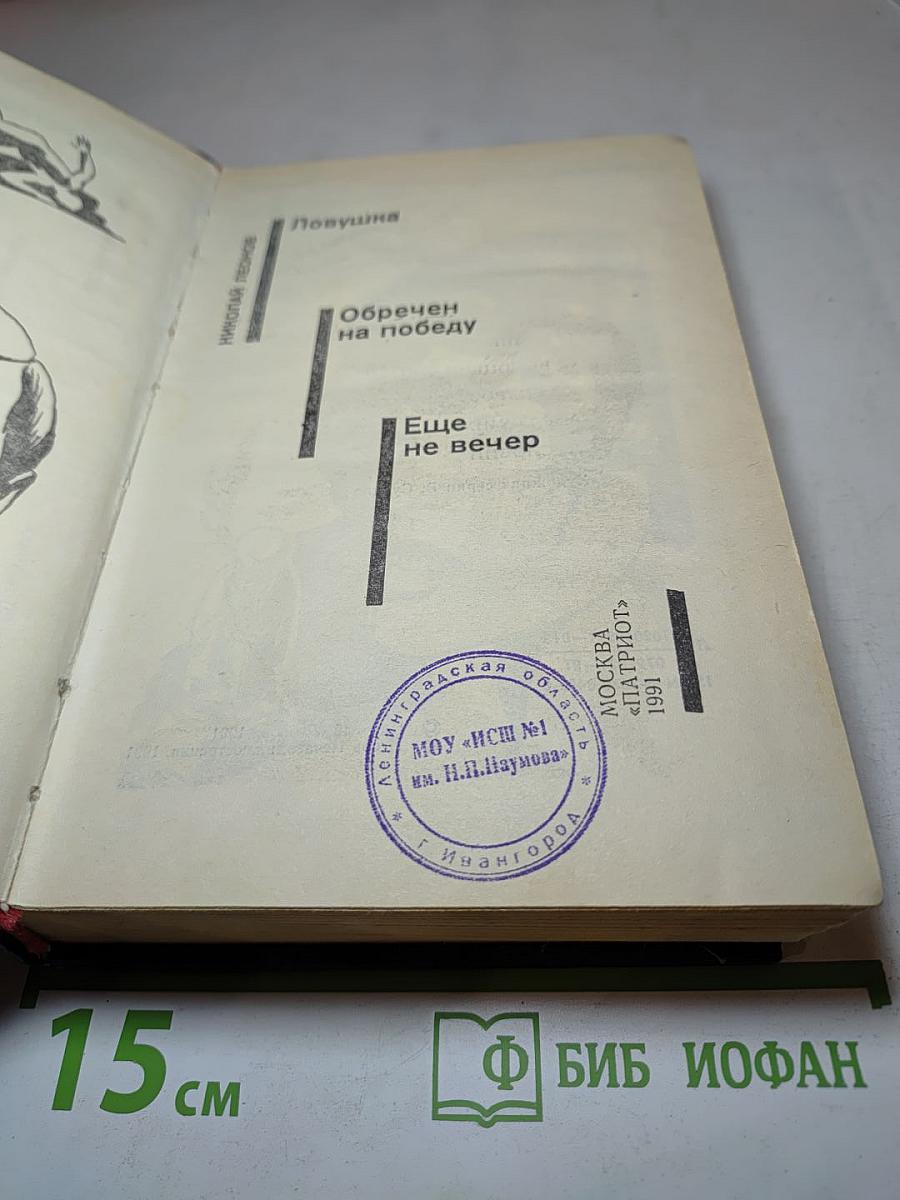 НИКОЛАЙ ЛЕОНОВ
Ловушка
Обречен
на победу
Еще
не вечер
МОСКВА
«ПАТРИОТ»
1991
* Ленинградская область *
г Ивангород
МОУ «ИСШ №1
им. Н.П.Наумова»
15 см
Ф БИБ ИОФАН